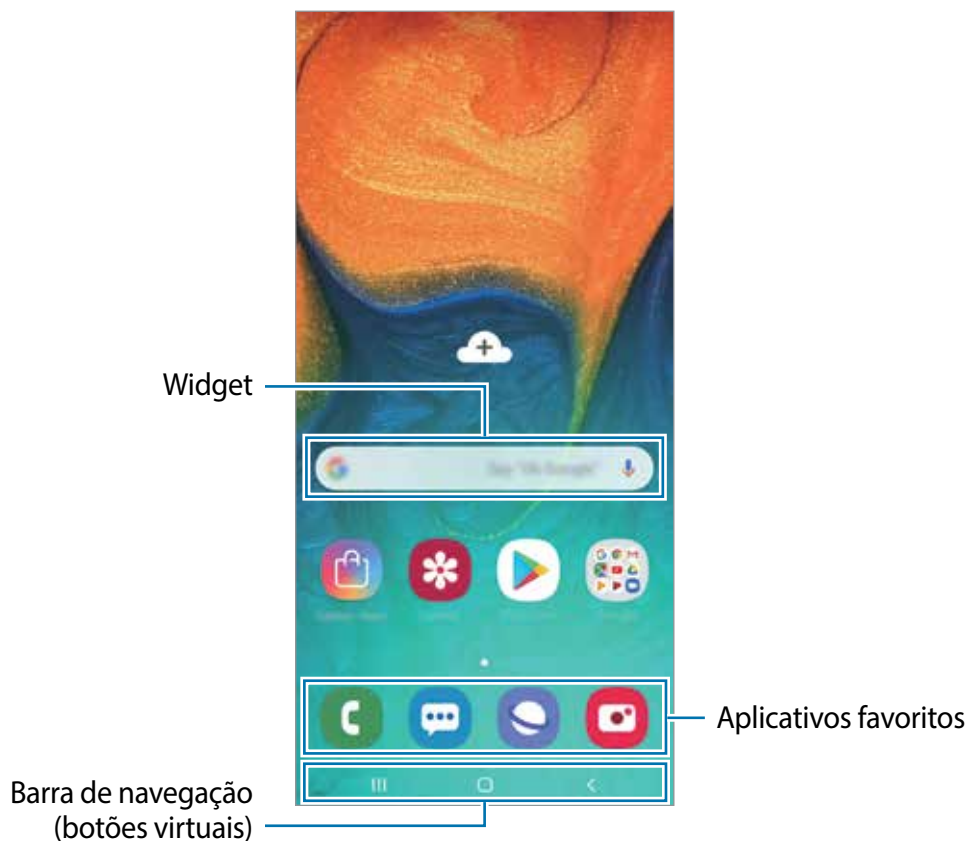 Widget
Aplicativos favoritos
Barra de navegação
(botões virtuais)